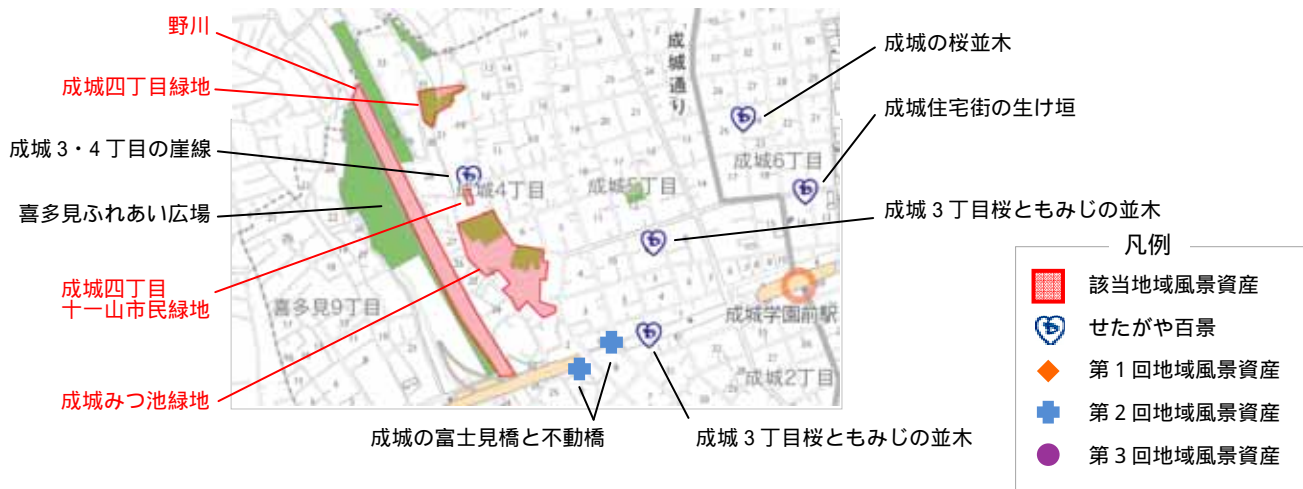 野川
成城四丁目緑地
成城3・4丁目の崖線
喜多見ふれあい広場
成城四丁目
十一山市民緑地
成城みつ池緑地
成城通り
成城4丁目
成城5丁目
成城6丁目
喜多見9丁目
成城学園前駅
成城2丁目
成城の桜並木
成城住宅街の生け垣
成城3丁目桜ともみじの並木
成城の富士見橋と不動橋
成城3丁目桜ともみじの並木
凡例
該当地域風景資産
せたがや百景
第1回地域風景資産
第2回地域風景資産
第3回地域風景資産